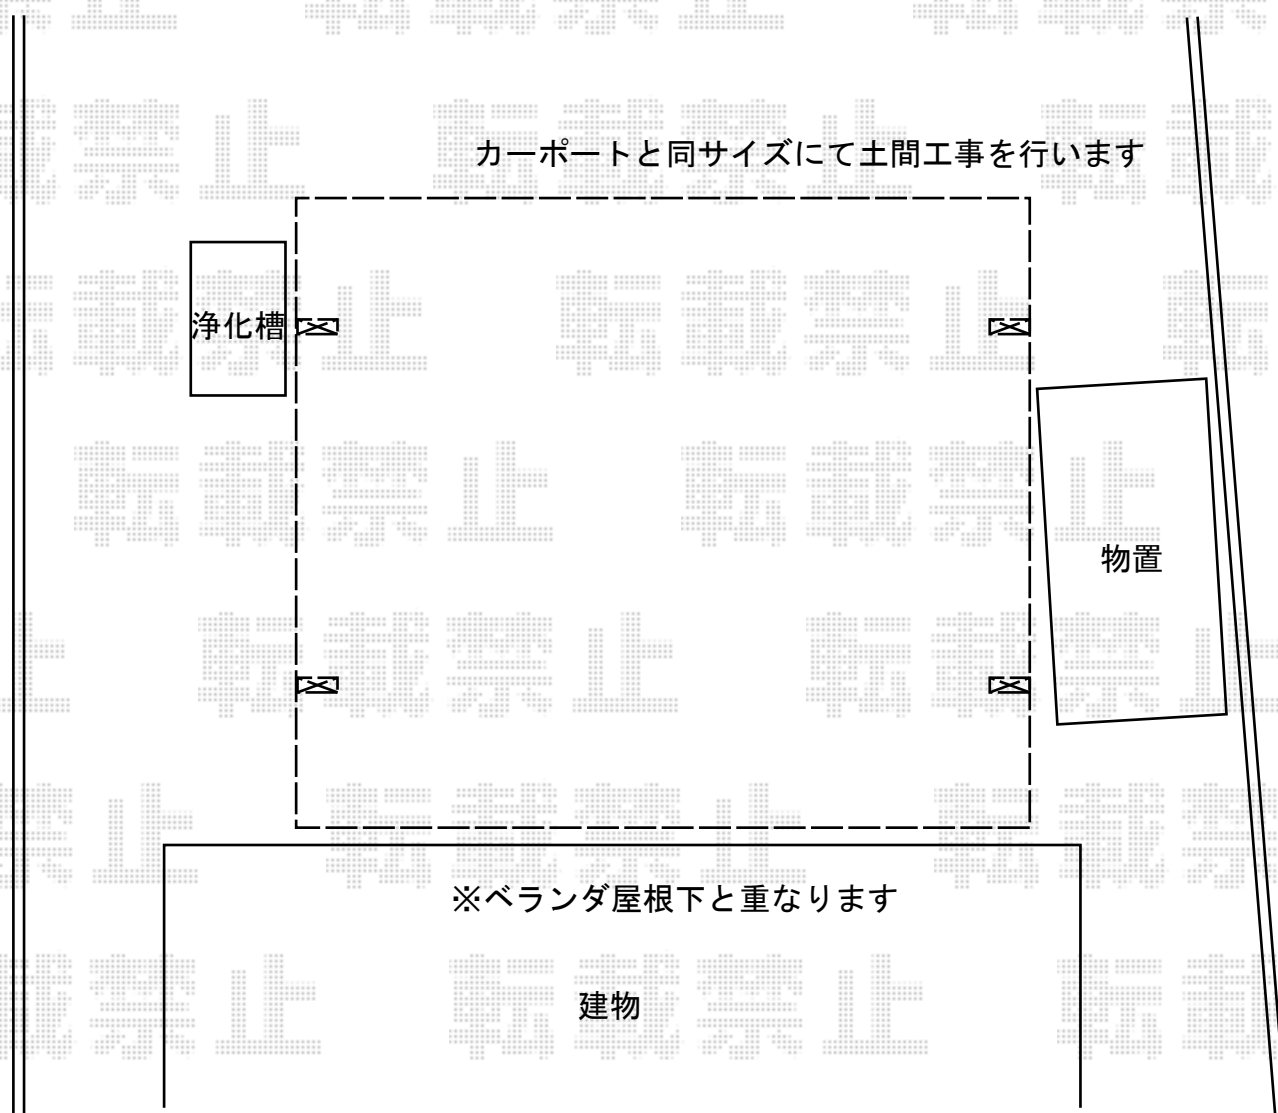 カーポートと同サイズにて土間工事を行います
浄化槽
物置
※ベランダ屋根下と重なります
建物
転載禁止